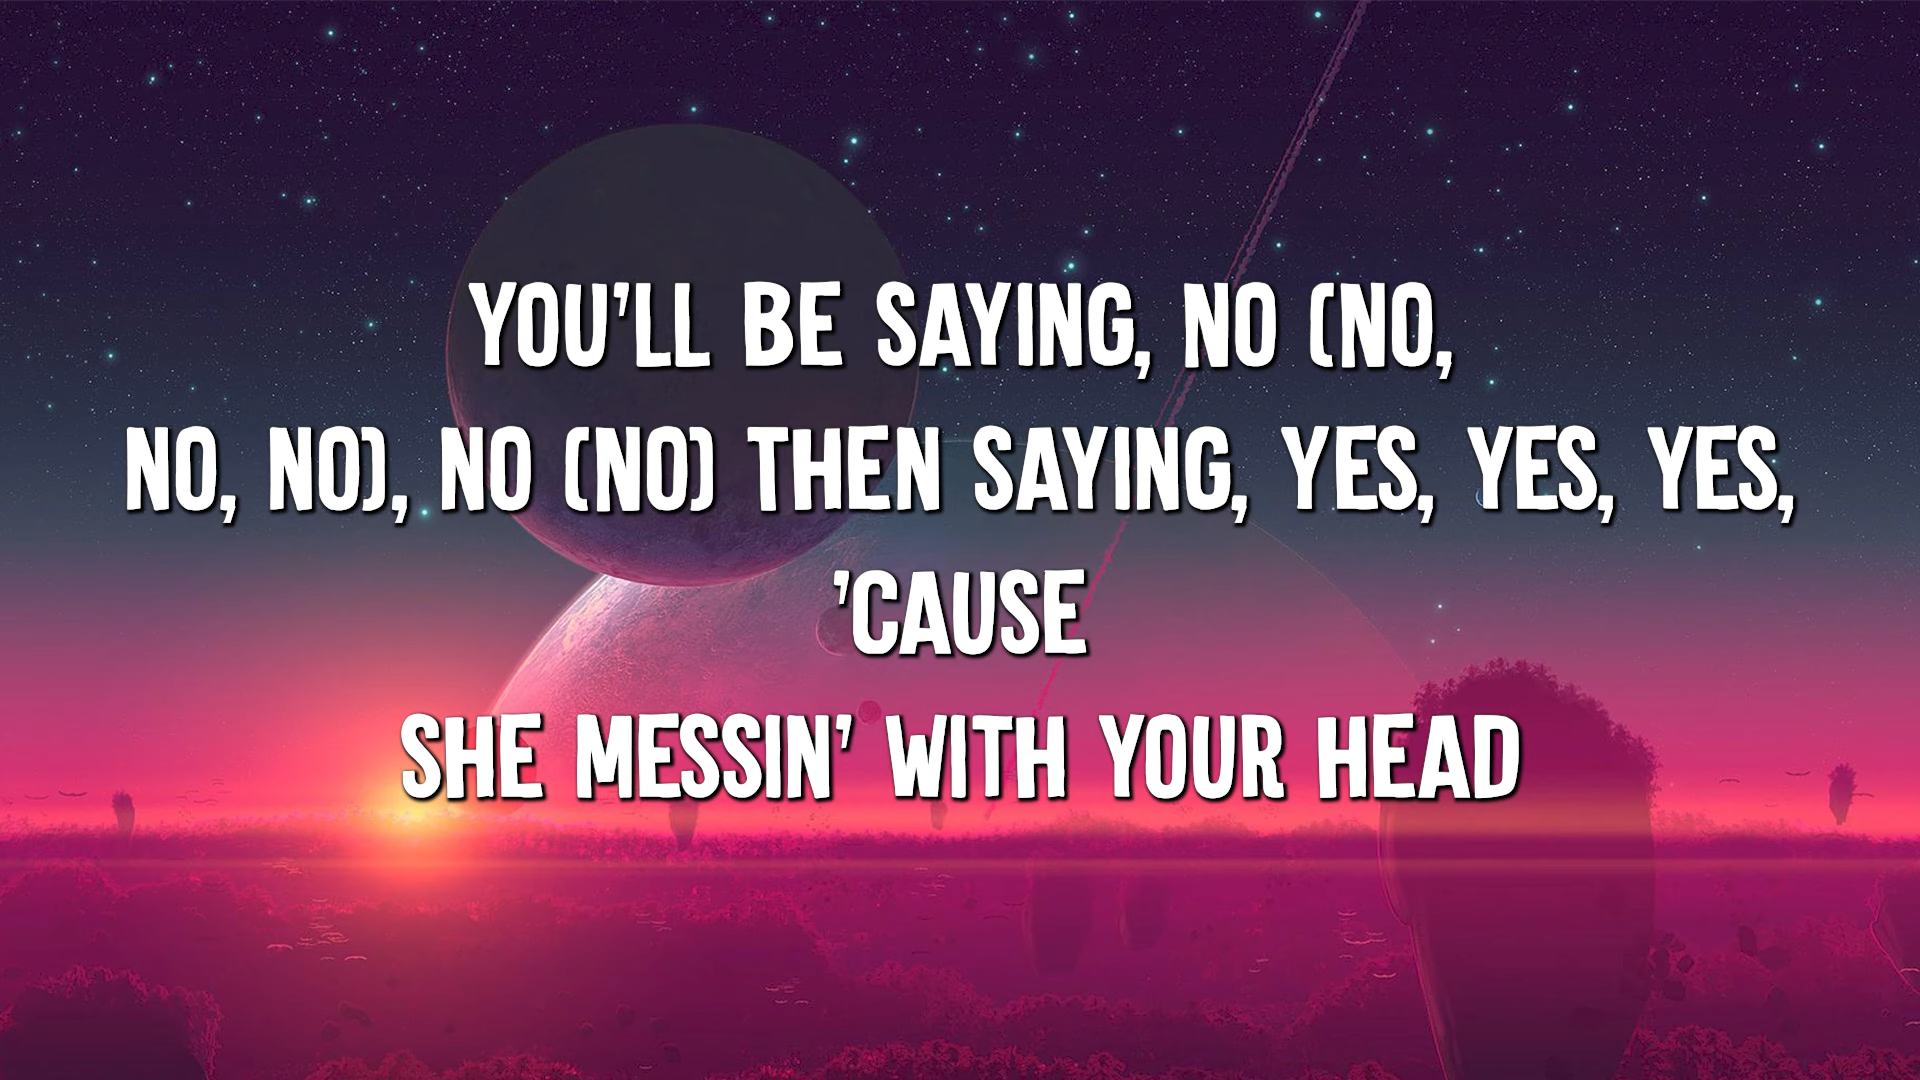 YOU'LL BE SAYING, NO (NO,
NO, NO), NO (NO) THEN SAYING, YES, YES, YES,
'CAUSE
SHE MESSIN' WITH YOUR HEAD